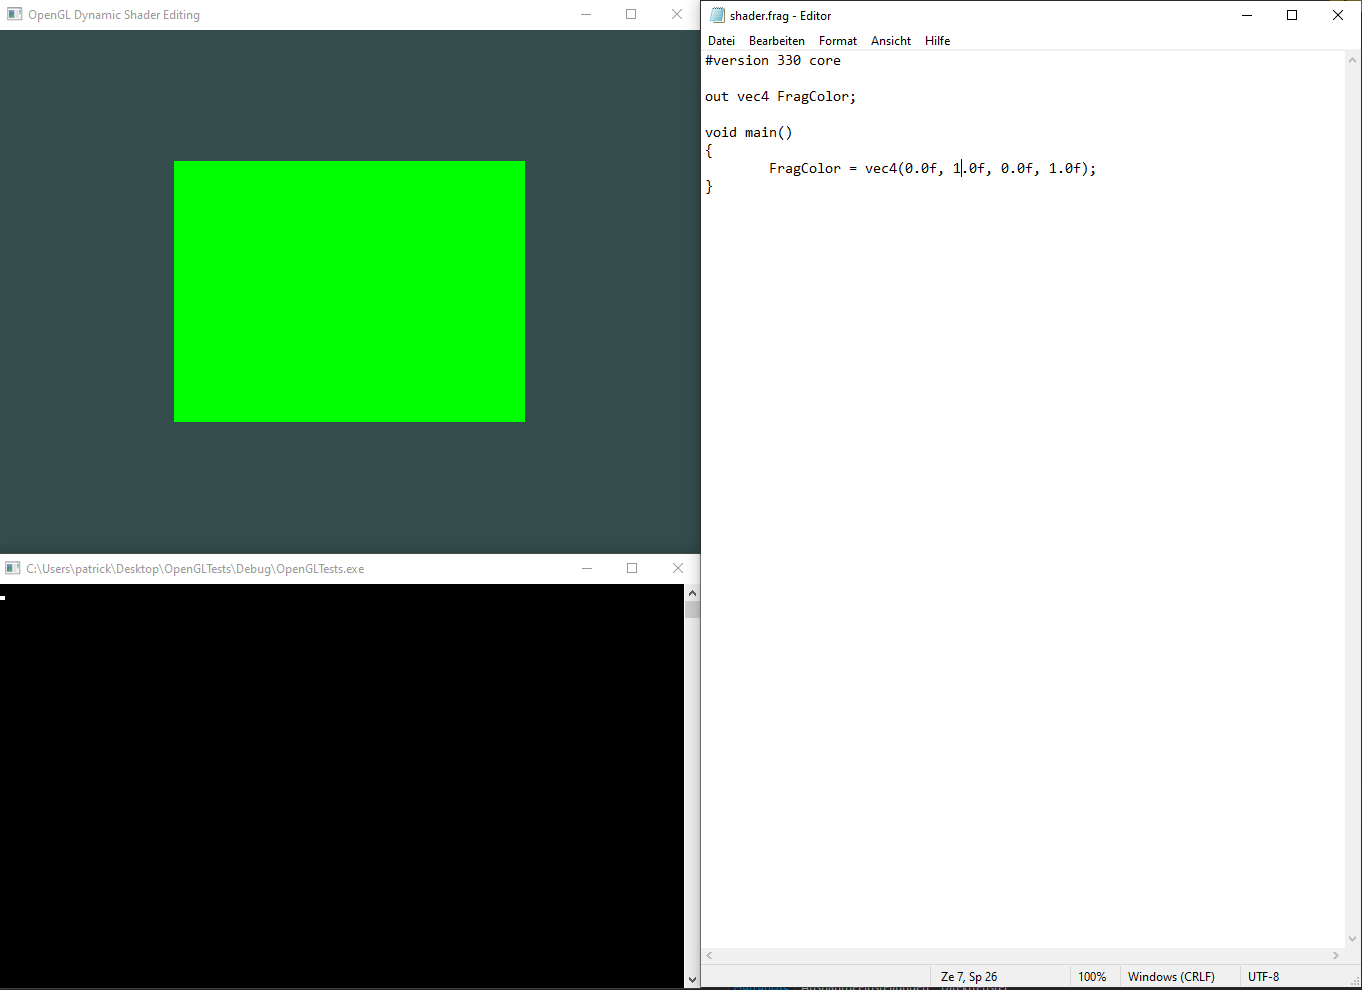 OpenGL Dynamic Shader Editing
shader.frag - Editor
Datei Bearbeiten Format Ansicht Hilfe
#version 330 core
out vec4 FragColor;
void main()
{
FragColor = vec4(0.0f, 1.0f, 0.0f, 1.0f);
}
C:\Users\patrick\Desktop\OpenGLTests\Debug\OpenGLTests.exe
Ze 7, Sp 26 100% Windows (CRLF) UTF-8